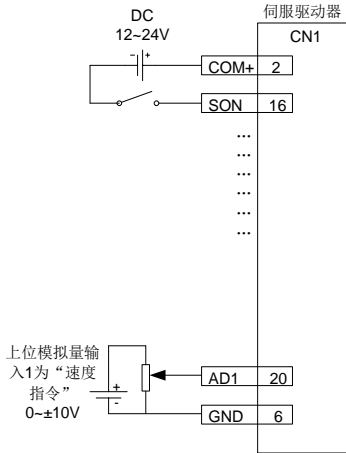 DC
12~24V
伺服驱动器
CN1
- +
COM+ 2
SON 16
...
...
...
...
...
...
上位模拟量输
入1为“速度
指令”
0~±10V
+
-
AD1 20
GND 6